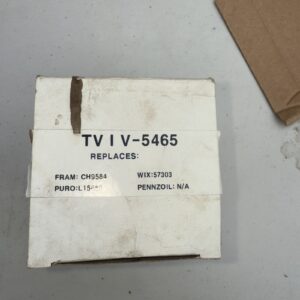 TV I V-5465
REPLACES:
FRAM: CH9584 WIX:57303
PURO: PENNZOIL: N/A